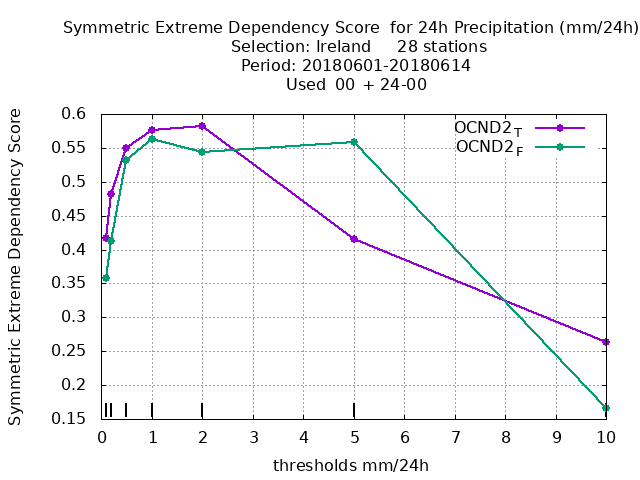 Symmetric Extreme Dependency Score for 24h Precipitation (mm/24h)
Selection: Ireland 28 stations
Period: 20180601-20180614
Used 00 + 24-00
Symmetric Extreme Dependency Score
0.6
0.55
0.5
0.45
0.4
0.35
0.3
0.25
0.2
0.15
OCND2T
OCND2F
0 1 2 3 4 5 6 7 8 9 10
thresholds mm/24h